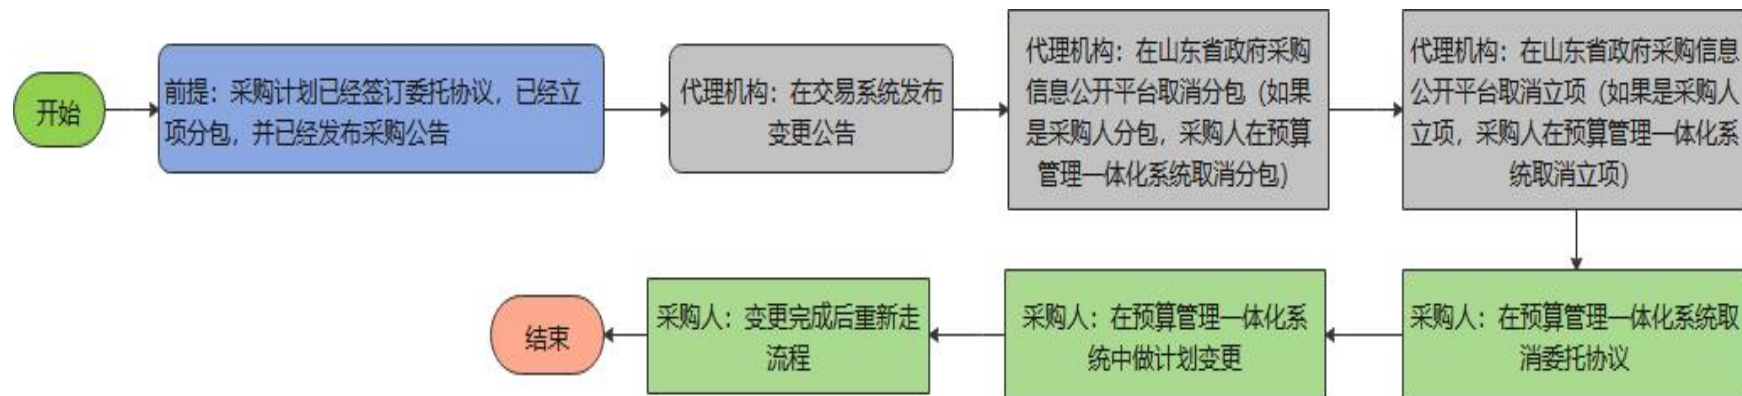 开始
前提：采购计划已经签订委托协议，已经立
项分包，并已经发布采购公告
代理机构：在交易系统发布
变更公告
代理机构：在山东省政府采购
信息公开平台取消分包（如果
是采购人分包，采购人在预算
管理一体化系统取消分包）
代理机构：在山东省政府采购信息
公开平台取消立项（如果是采购人
立项，采购人在预算管理一体化系
统取消立项）
采购人：在预算管理一体化系统取
消委托协议
采购人：在预算管理一体化系
统中做计划变更
采购人：变更完成后重新走
流程
结束